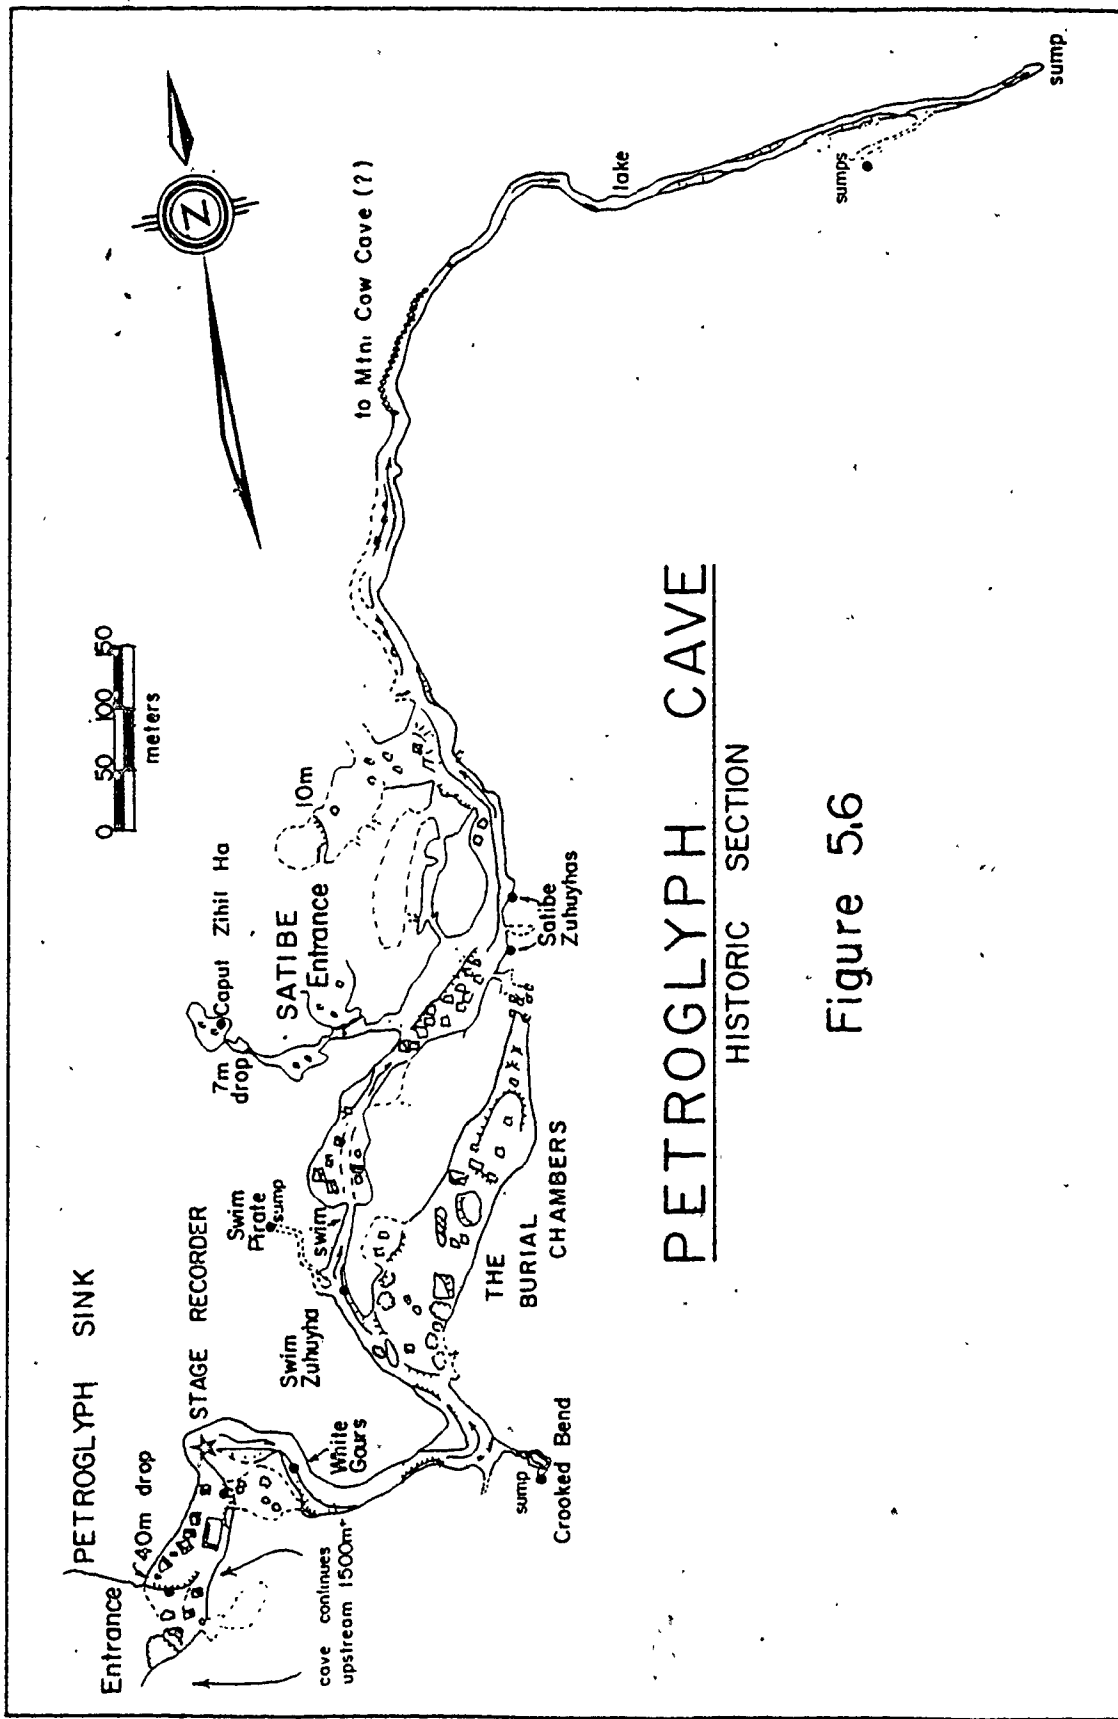 PETROGLYPH SINK
Entrance
40m drop
STAGE RECORDER
cave continues
upstream 1500m+
White
Gours
Swim
Zuhuyha
Swim
Pirate
sump
swim
sump
Crooked Bend
THE
BURIAL
CHAMBERS
7m
drop
Caput Zihil Ha
SATIBE
Entrance
10m
Satibe
Zuhuyhas
0 50 100 150
meters
N
to Mtn. Cow Cave (?)
lake
sumps
sump
PETROGLYPH CAVE
HISTORIC SECTION
Figure 5.6